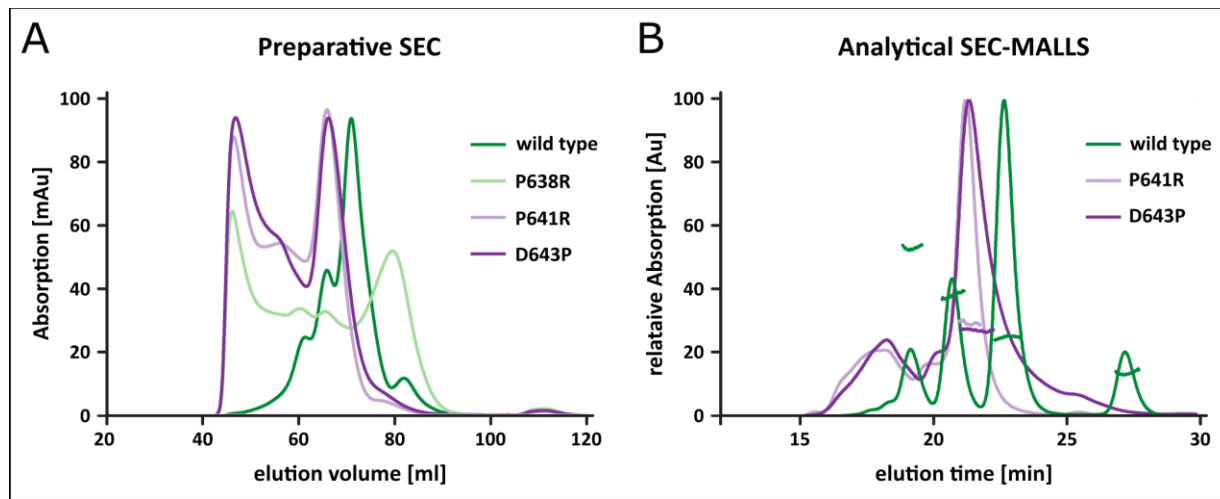 A
Preparative SEC
100
80
60
40
20
0
Absorption [mAu]
20
40
60
80
100
120
elution volume [ml]
wild type
P638R
P641R
D643P
B
Analytical SEC-MALLS
100
80
60
40
20
0
relataive Absorption [Au]
15
20
25
30
elution time [min]
wild type
P641R
D643P